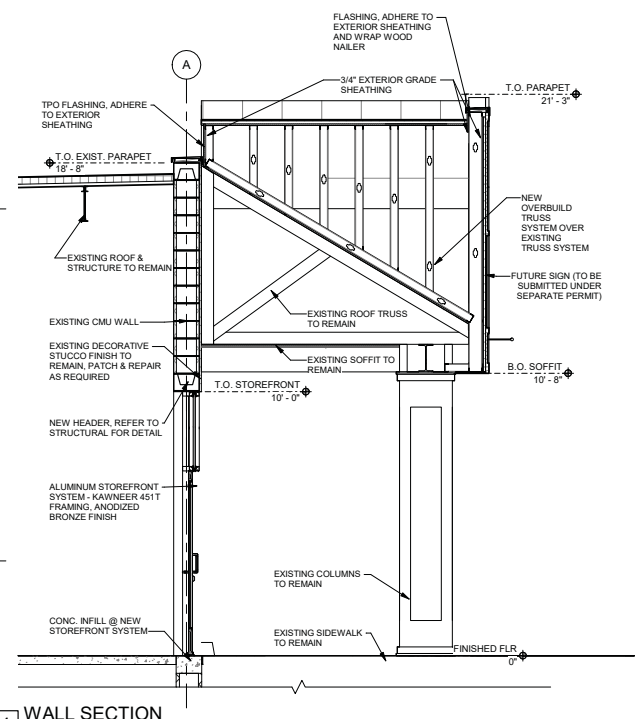 FLASHING, ADHERE TO
EXTERIOR SHEATHING
AND WRAP WOOD
NAILER
A
3/4" EXTERIOR GRADE
SHEATHING
T.O. PARAPET
21' - 3"
TPO FLASHING, ADHERE
TO EXTERIOR
SHEATHING
T.O. EXIST. PARAPET
18' - 8"
NEW
OVERBUILD
TRUSS
SYSTEM OVER
EXISTING
TRUSS SYSTEM
EXISTING ROOF &
STRUCTURE TO REMAIN
FUTURE SIGN (TO BE
SUBMITTED UNDER
SEPARATE PERMIT)
EXISTING ROOF TRUSS
TO REMAIN
EXISTING CMU WALL
EXISTING DECORATIVE
STUCCO FINISH TO
REMAIN, PATCH & REPAIR
AS REQUIRED
EXISTING SOFFIT TO
REMAIN
B.O. SOFFIT
10' - 8"
T.O. STOREFRONT
10' - 0"
NEW HEADER, REFER TO
STRUCTURAL FOR DETAIL
ALUMINUM STOREFRONT
SYSTEM - KAWNEER 451T
FRAMING, ANODIZED
BRONZE FINISH
EXISTING COLUMNS
TO REMAIN
CONC. INFILL @ NEW
STOREFRONT SYSTEM
EXISTING SIDEWALK
TO REMAIN
FINISHED FLR
0"
WALL SECTION